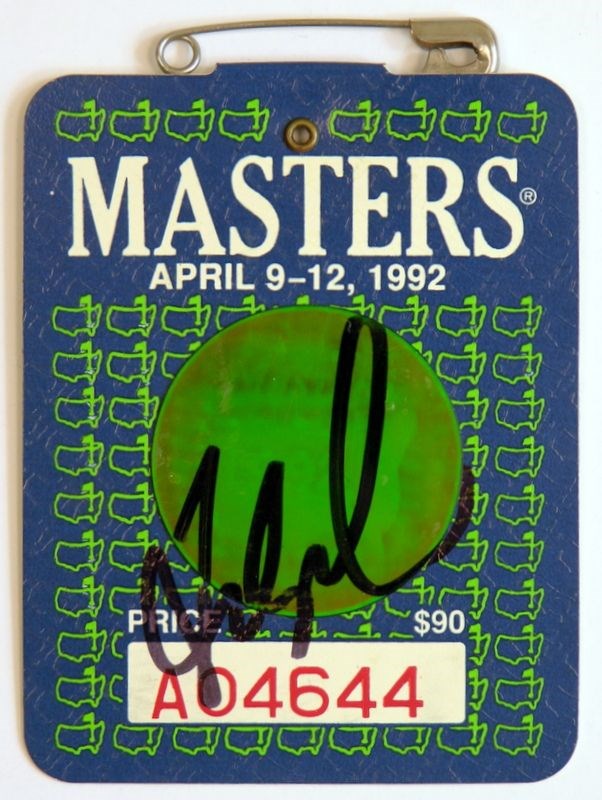 MASTERS®
APRIL 9–12, 1992
PRICE $90
A04644